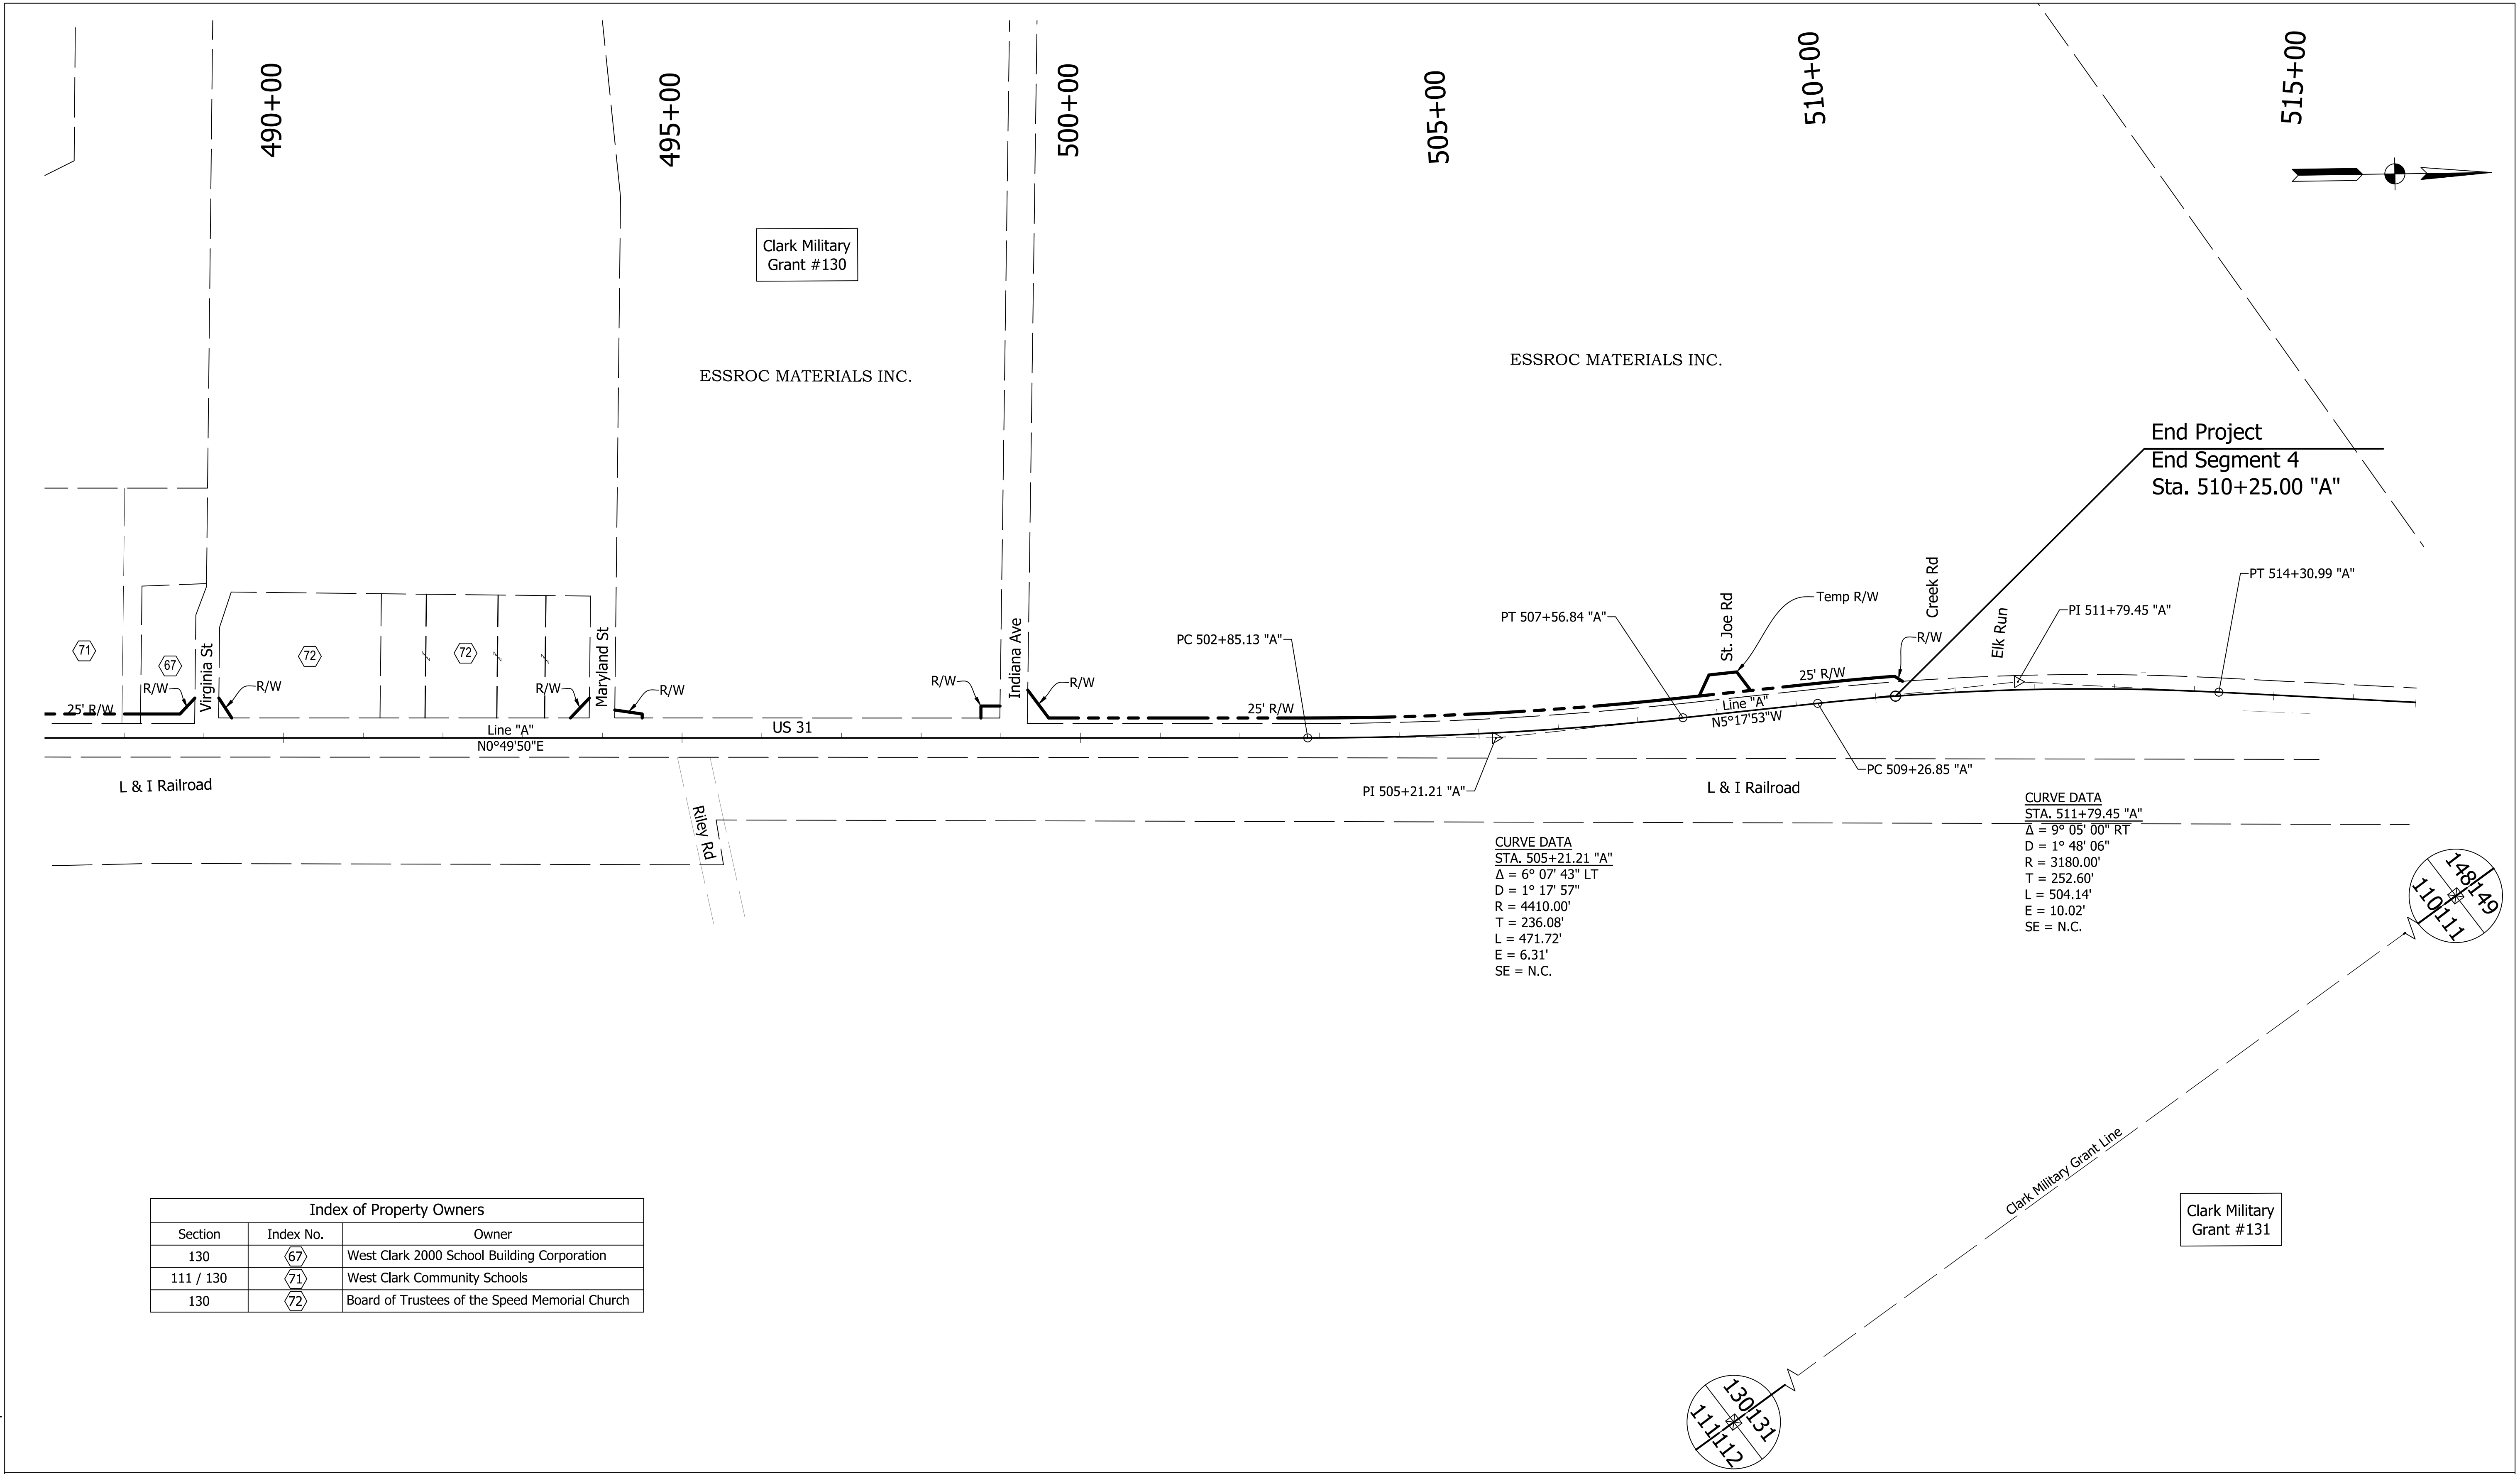 490+00
495+00
500+00
505+00
510+00
515+00
Clark Military
Grant #130
ESSROC MATERIALS INC.
ESSROC MATERIALS INC.
End Project
End Segment 4
Sta. 510+25.00 "A"
PT 514+30.99 "A"
PI 511+79.45 "A"
Elk Run
Creek Rd
R/W
Temp R/W
St. Joe Rd
PT 507+56.84 "A"
PC 502+85.13 "A"
25' R/W
25' R/W
Line "A"
N5°17'53"W
Indiana Ave
R/W
R/W
Maryland St
R/W
R/W
72
72
Virginia St
R/W
R/W
67
71
25' R/W
Line "A"
N0°49'50"E
US 31
L & I Railroad
Riley Rd
PI 505+21.21 "A"
PC 509+26.85 "A"
L & I Railroad
CURVE DATA
STA. 505+21.21 "A"
Δ = 6° 07' 43" LT
D = 1° 17' 57"
R = 4410.00'
T = 236.08'
L = 471.72'
E = 6.31'
SE = N.C.
CURVE DATA
STA. 511+79.45 "A"
Δ = 9° 05' 00" RT
D = 1° 48' 06"
R = 3180.00'
T = 252.60'
L = 504.14'
E = 10.02'
SE = N.C.
148 149
110 111
Clark Military Grant Line
Clark Military
Grant #131
130 131
111 112
Index of Property Owners
Section Index No. Owner
130 67 West Clark 2000 School Building Corporation
111 / 130 71 West Clark Community Schools
130 72 Board of Trustees of the Speed Memorial Church